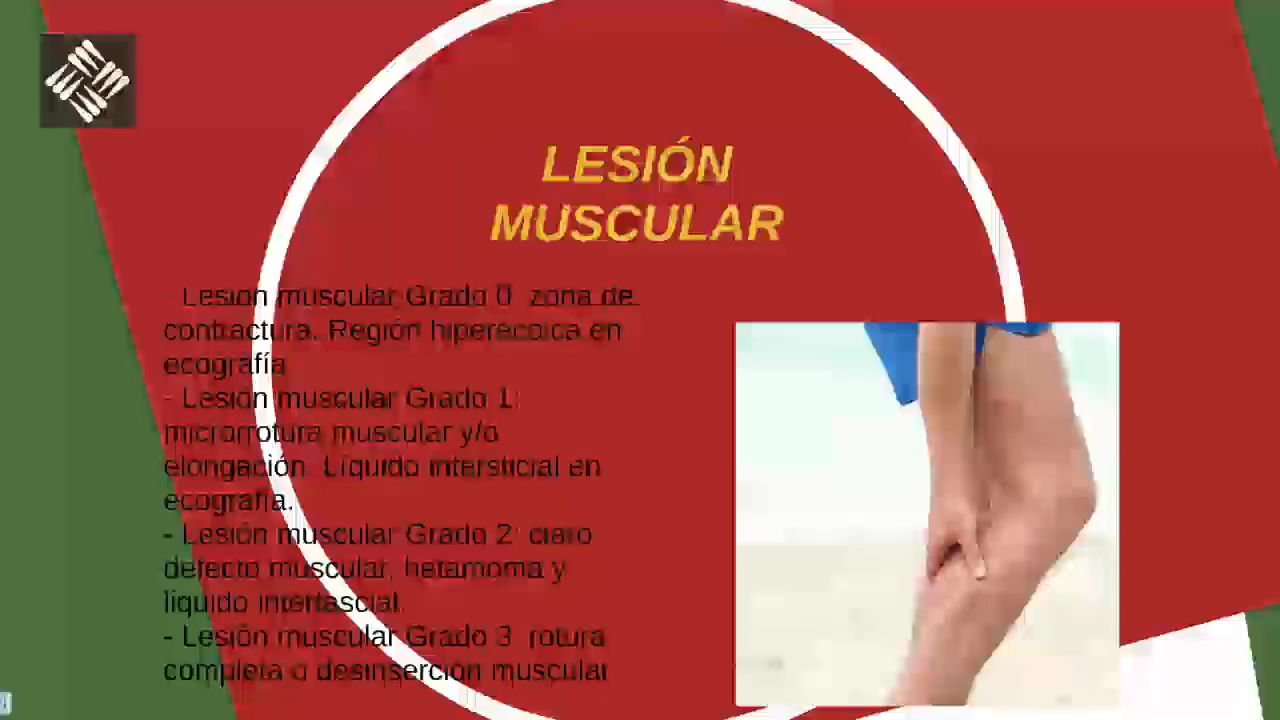 LESIÓN
MUSCULAR
- Lesión muscular Grado 0: zona de
contractura. Región hiperecoica en
ecografía
- Lesión muscular Grado 1:
microrrotura muscular y/o
elongación. Líquido intersticial en
ecografía.
- Lesión muscular Grado 2: claro
defecto muscular, hetamoma y
liquido interfascial.
- Lesión muscular Grado 3: rotura
completa o desinserción muscular